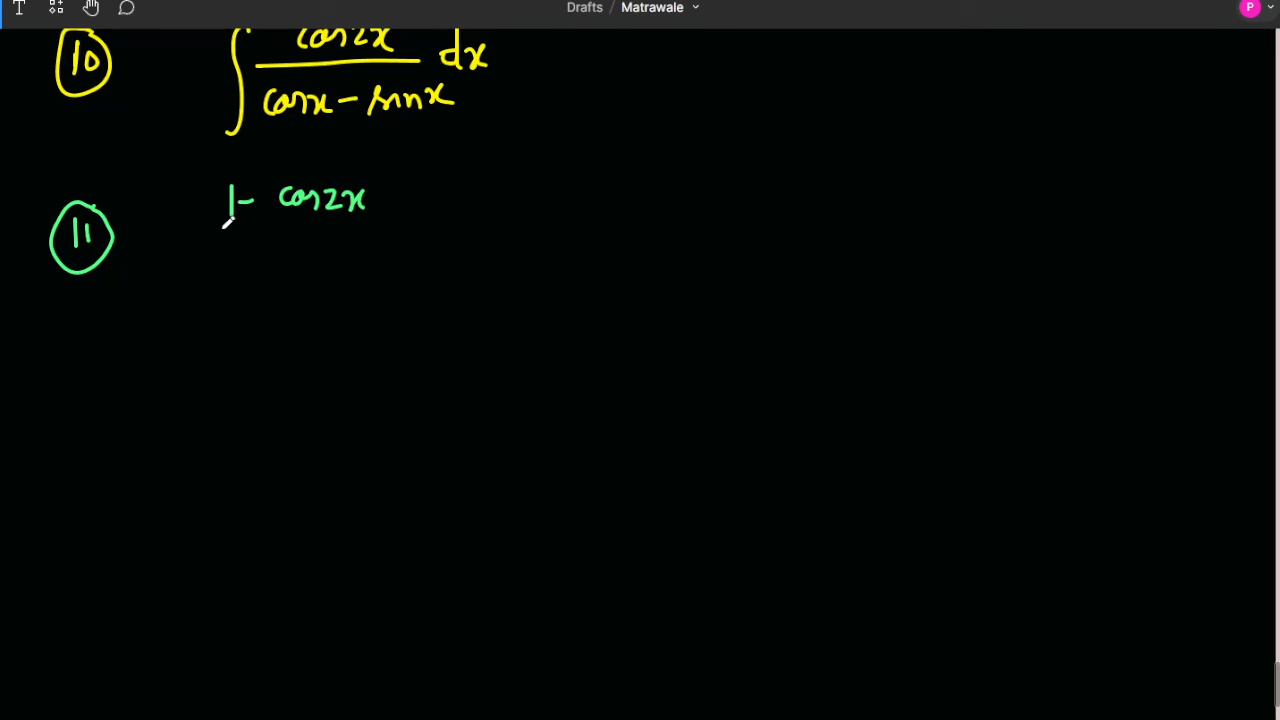 Drafts Matrawale P
T
10 ∫ cos2x / cosx - sinx dx
11 1- cos2x